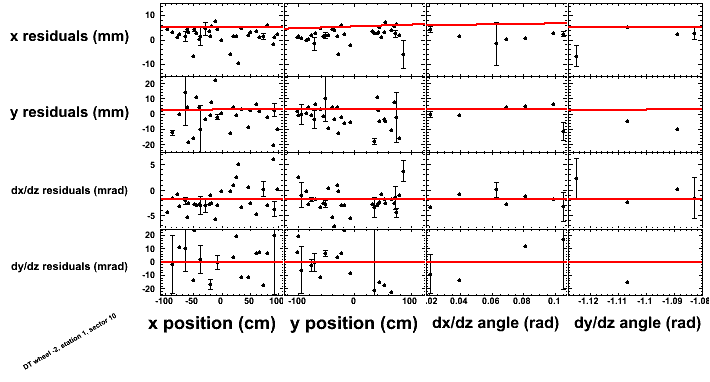 x residuals (mm)
10
0
-10
y residuals (mm)
20
10
0
-10
-20
dx/dz residuals (mrad)
5
0
-5
dy/dz residuals (mrad)
20
10
0
-10
-20
-100 -50 0 50 100
-100 0 100
.02 0.04 0.06 0.08 0.1
-1.12 -1.11 -1.1 -1.09 -1.08
x position (cm)
y position (cm)
dx/dz angle (rad)
dy/dz angle (rad)
DT wheel -2, station 1, sector 10